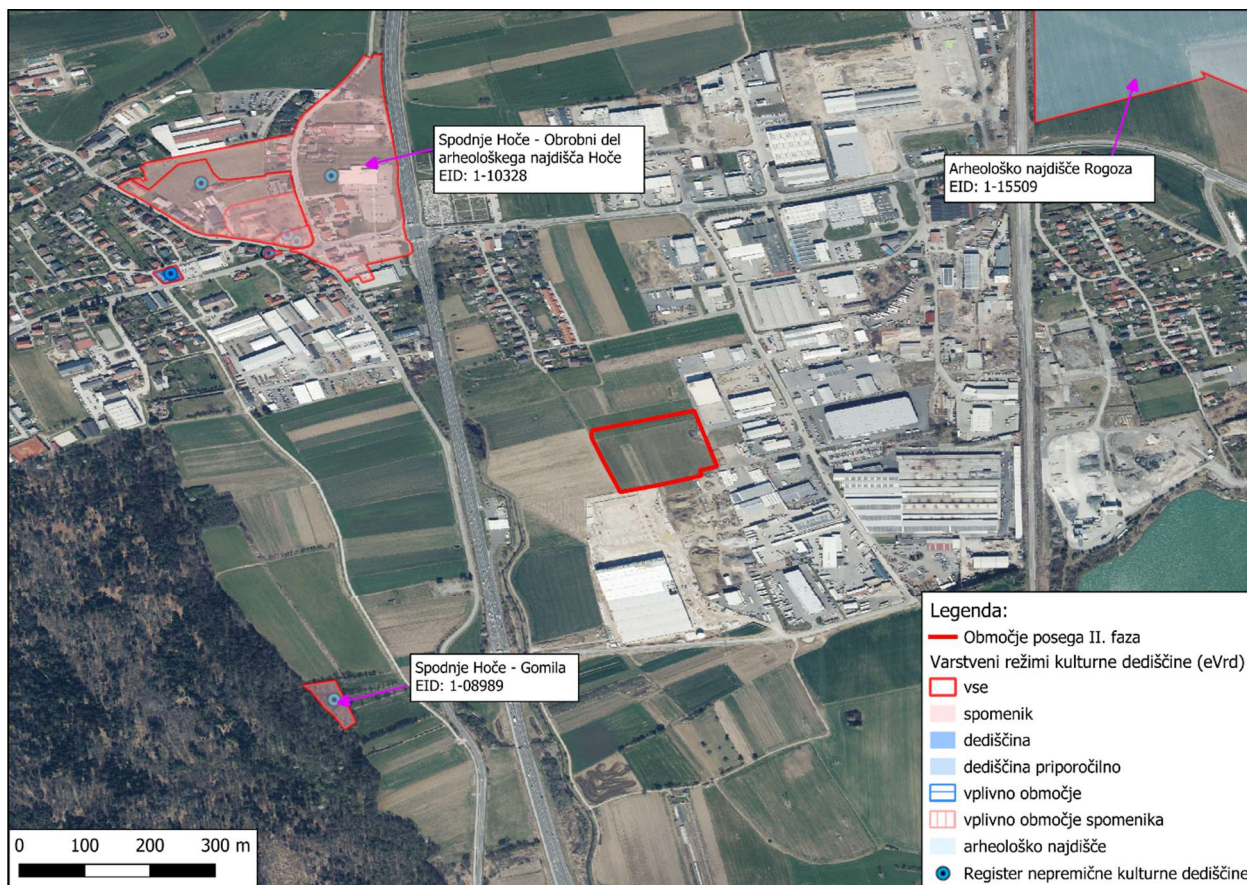 Spodnje Hoče - Obrobni del
arheološkega najdišča Hoče
EID: 1-10328
Arheološko najdišče Rogoza
EID: 1-15509
Spodnje Hoče - Gomila
EID: 1-08989
Legenda:
Območje posega II. faza
Varstveni režimi kulturne dediščine (eVrd)
vse
spomenik
dediščina
dediščina priporočilno
vplivno območje
vplivno območje spomenika
arheološko najdišče
Register nepremične kulturne dediščine
0 100 200 300 m